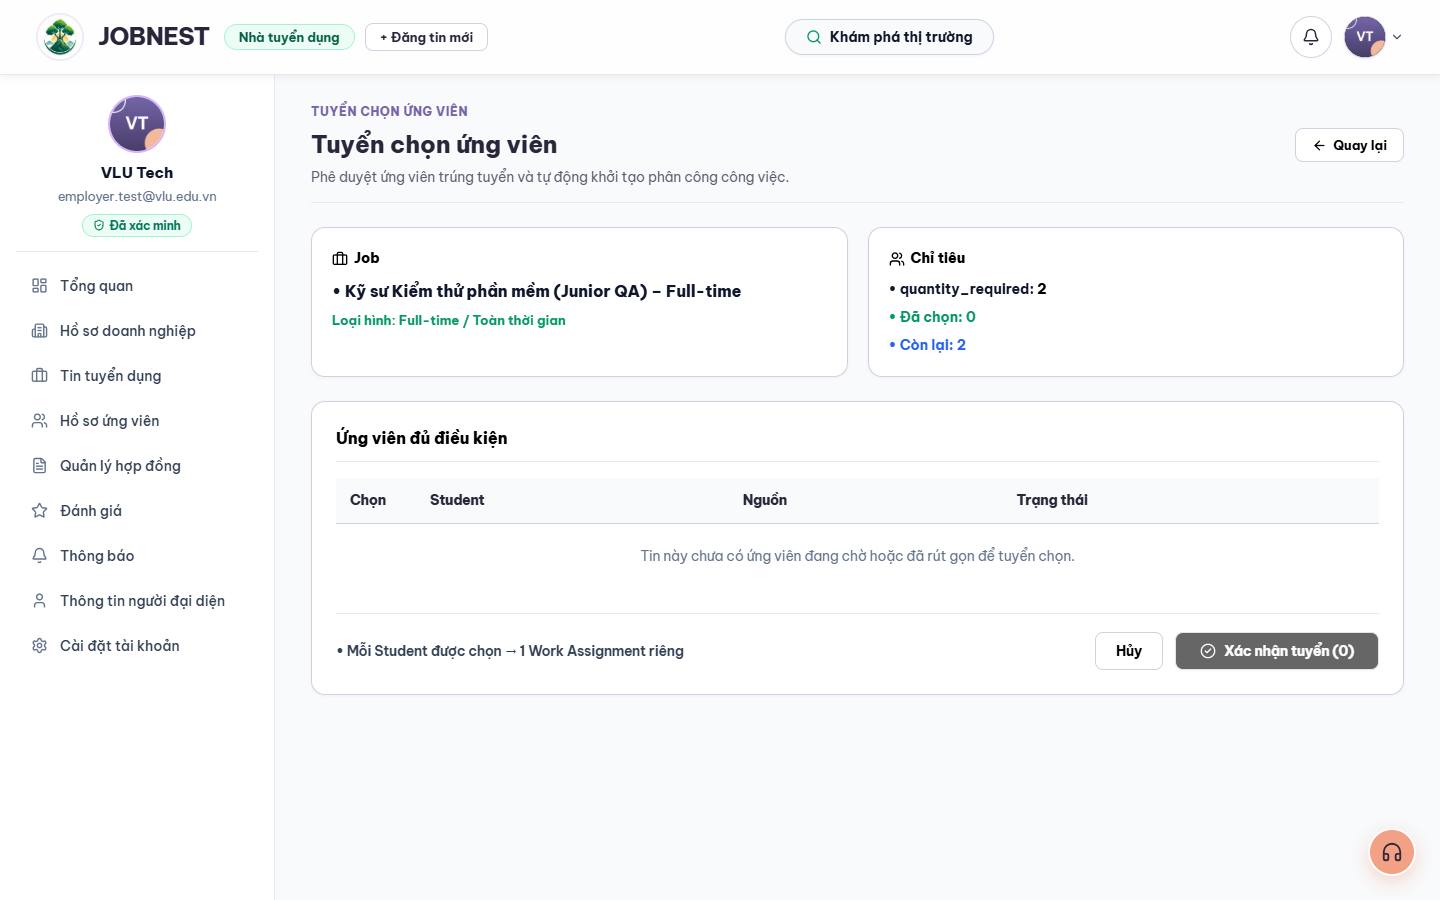 JOBNEST
Nhà tuyển dụng
+ Đăng tin mới
Khám phá thị trường
VT
VT
VLU Tech
employer.test@vlu.edu.vn
Đã xác minh
Tổng quan
Hồ sơ doanh nghiệp
Tin tuyển dụng
Hồ sơ ứng viên
Quản lý hợp đồng
Đánh giá
Thông báo
Thông tin người đại diện
Cài đặt tài khoản
TUYỂN CHỌN ỨNG VIÊN
Tuyển chọn ứng viên
Phê duyệt ứng viên trúng tuyển và tự động khởi tạo phân công công việc.
Quay lại
Job
• Kỹ sư Kiểm thử phần mềm (Junior QA) – Full-time
Loại hình: Full-time / Toàn thời gian
Chỉ tiêu
• quantity_required: 2
• Đã chọn: 0
• Còn lại: 2
Ứng viên đủ điều kiện
Chọn Student Nguồn Trạng thái
Tin này chưa có ứng viên đang chờ hoặc đã rút gọn để tuyển chọn.
• Mỗi Student được chọn → 1 Work Assignment riêng
Hủy
Xác nhận tuyển (0)